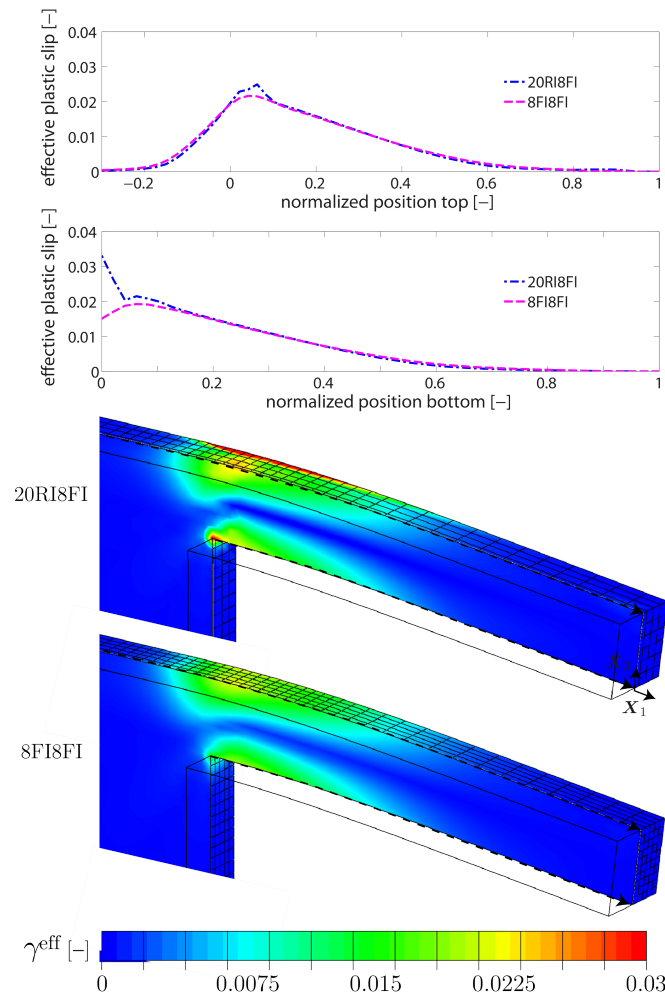 effective plastic slip [–]
0.04
0.03
0.02
0.01
0
20RI8FI
8FI8FI
−0.2 0 0.2 0.4 0.6 0.8 1
normalized position top [–]
effective plastic slip [–]
0.04
0.03
0.02
0.01
0
20RI8FI
8FI8FI
0 0.2 0.4 0.6 0.8 1
normalized position bottom [–]
20RI8FI
X 3
X 1
8FI8FI
γ eff [–]
0 0.0075 0.015 0.0225 0.03